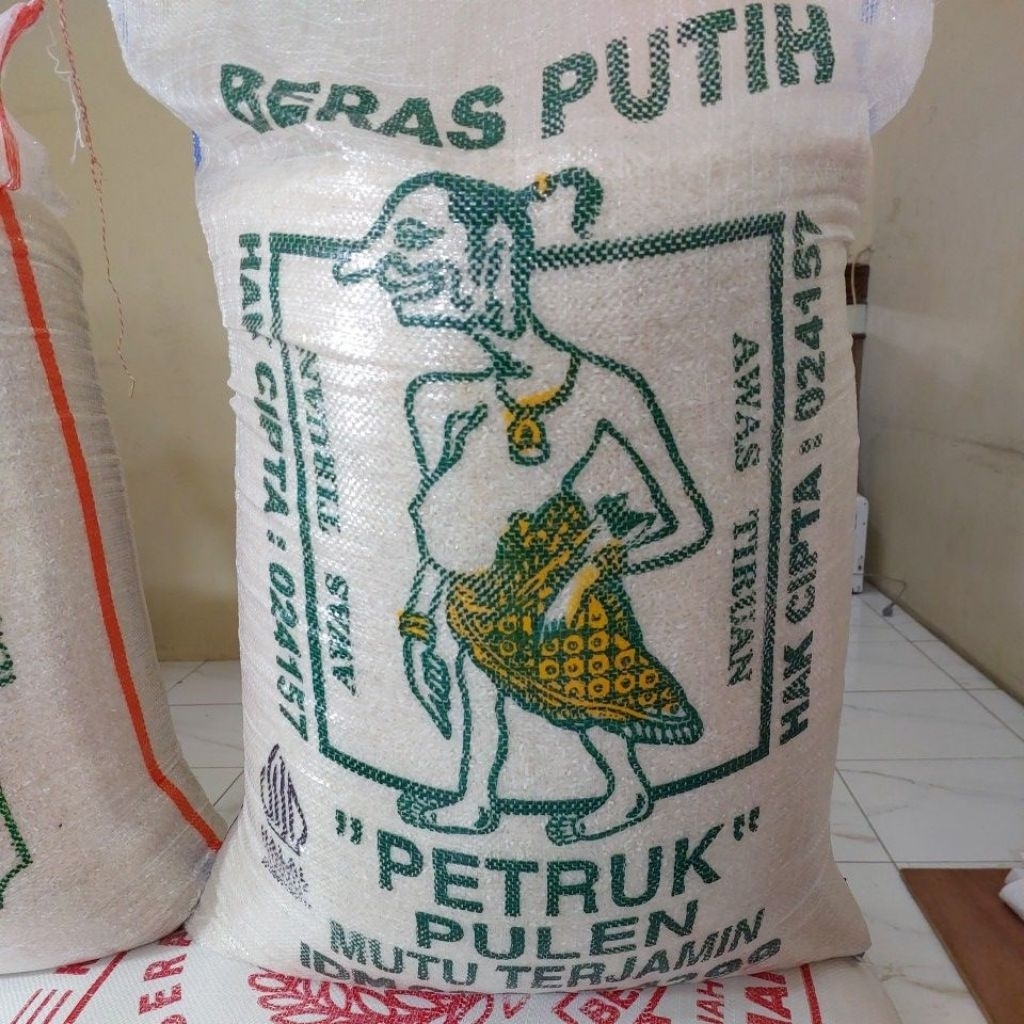 BERAS PUTIH
HAK CIPTA : 024157
AWAS TIRUAN
AWAS TIRUAN
HAK CIPTA : 024157
"PETRUK"
PULEN
MUTU TERJAMIN